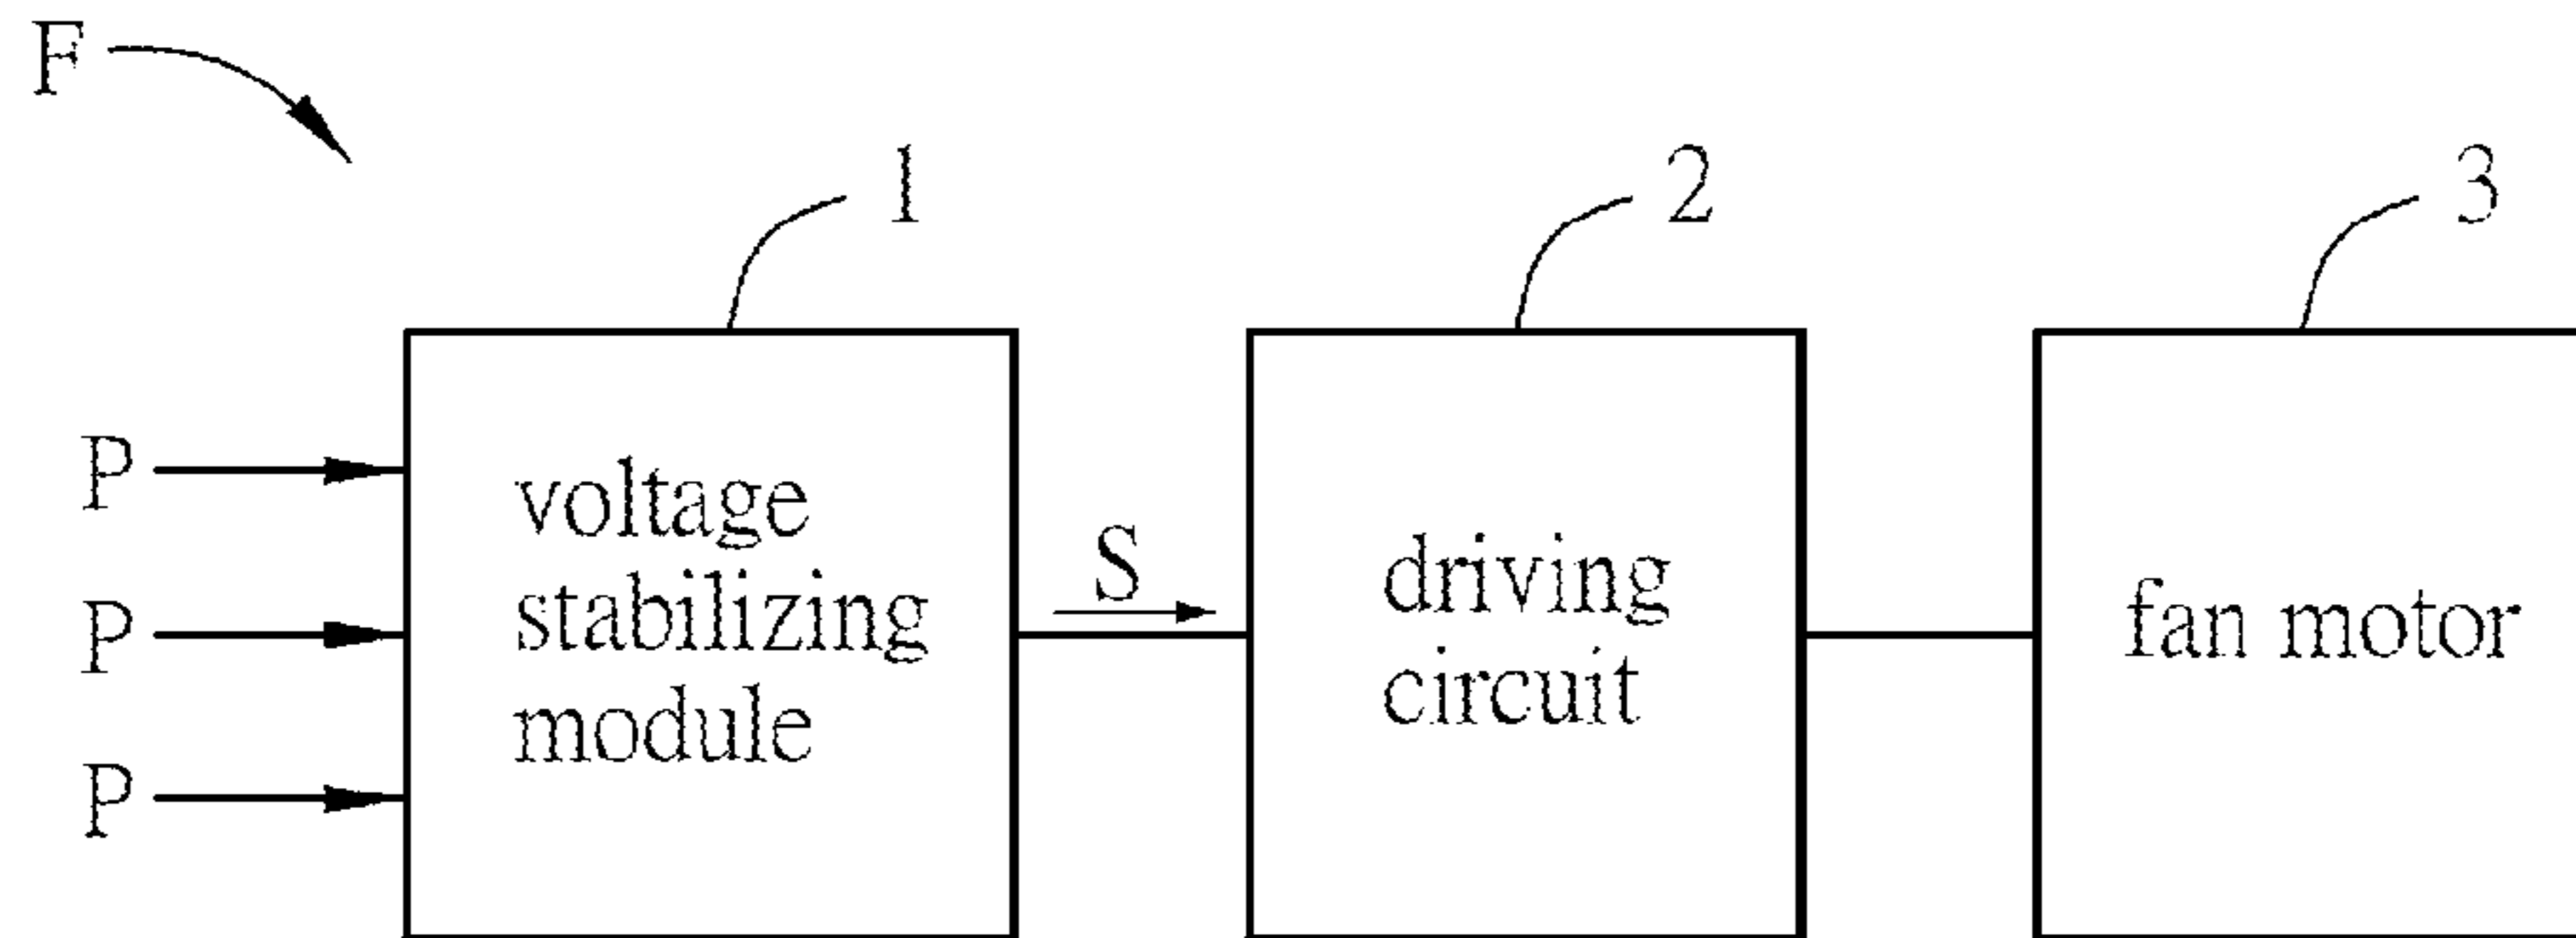 F
1
2
3
P
P
P
voltage
stabilizing
module
S
driving
circuit
fan motor